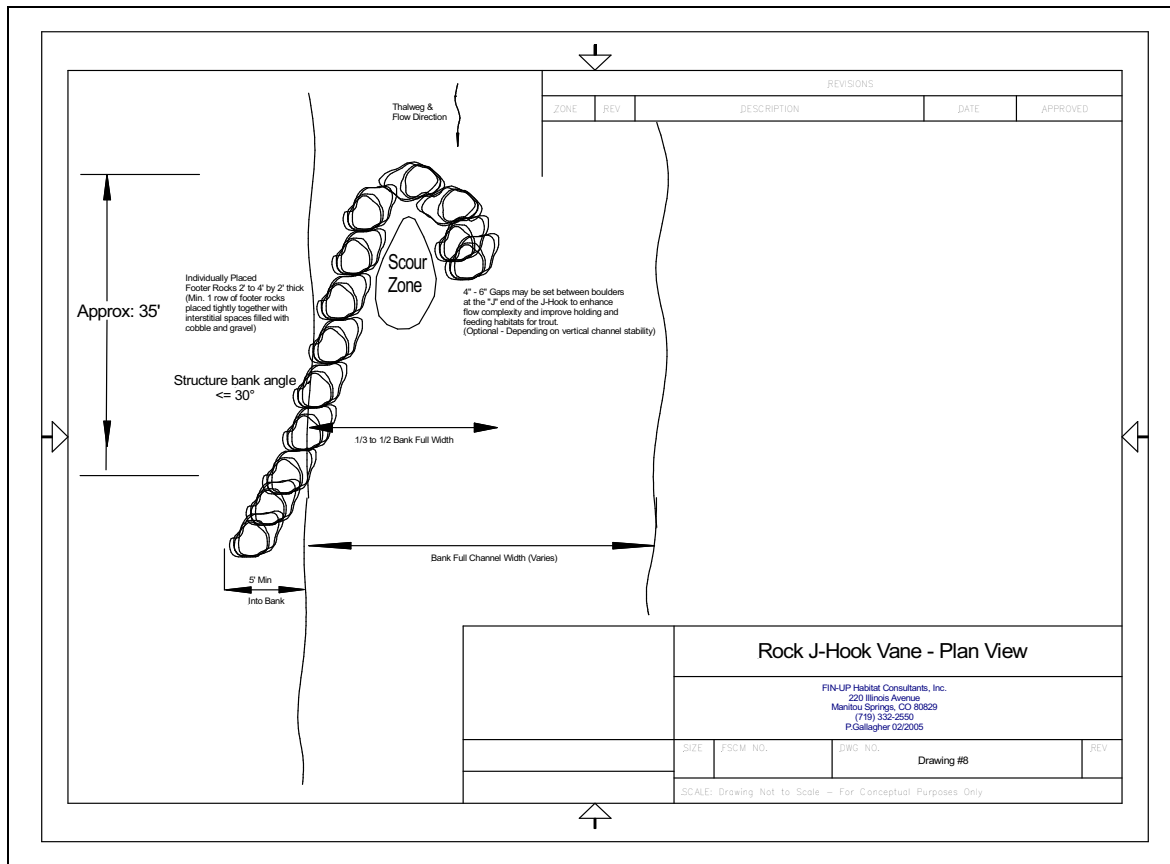 REVISIONS
ZONE REV DESCRIPTION DATE APPROVED
Thalweg &
Flow Direction
Scour
Zone
Individually Placed
Footer Rocks 2' to 4' by 2' thick
(Min. 1 row of footer rocks
placed tightly together with
interstitial spaces filled with
cobble and gravel)
4" - 6" Gaps may be set between boulders
at the "J" end of the J-Hook to enhance
flow complexity and improve holding and
feeding habitats for trout.
(Optional - Depending on vertical channel stability)
Approx: 35'
Structure bank angle
<= 30°
1/3 to 1/2 Bank Full Width
Bank Full Channel Width (Varies)
5' Min
Into Bank
Rock J-Hook Vane - Plan View
FIN-UP Habitat Consultants, Inc.
220 Illinois Avenue
Manitou Springs, CO 80829
(719) 332-2550
P.Gallagher 02/2005
SIZE FSCM NO. DWG NO. REV
Drawing #8
SCALE: Drawing Not to Scale – For Conceptual Purposes Only